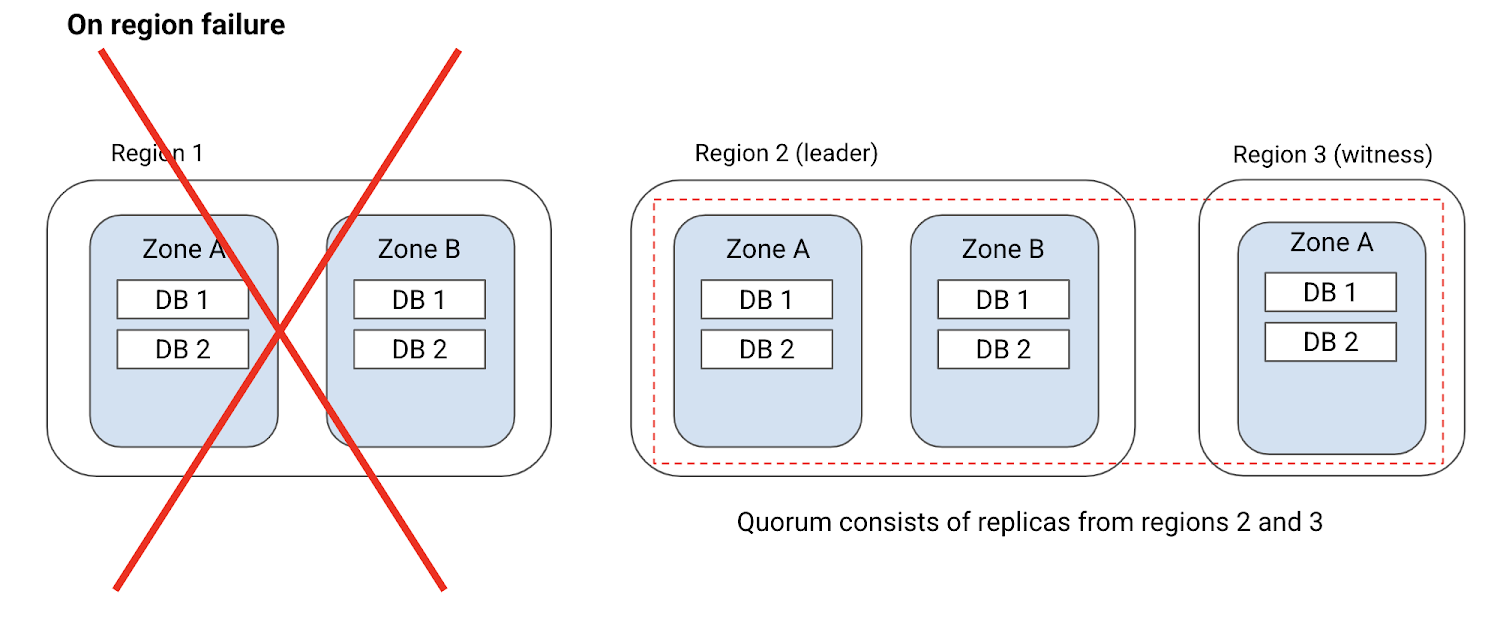 On region failure
Region 1
Region 2 (leader)
Region 3 (witness)
Zone A
DB 1
DB 2
Zone B
DB 1
DB 2
Zone A
DB 1
DB 2
Zone B
DB 1
DB 2
Zone A
DB 1
DB 2
Quorum consists of replicas from regions 2 and 3